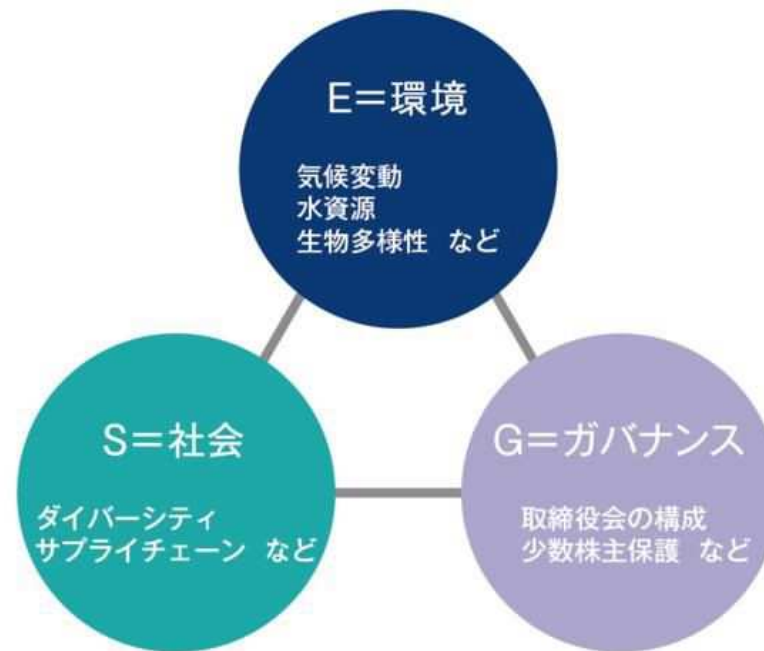 E=環境
気候変動
水資源
生物多様性 など
S=社会
ダイバーシティ
サプライチェーン など
G=ガバナンス
取締役会の構成
少数株主保護 など